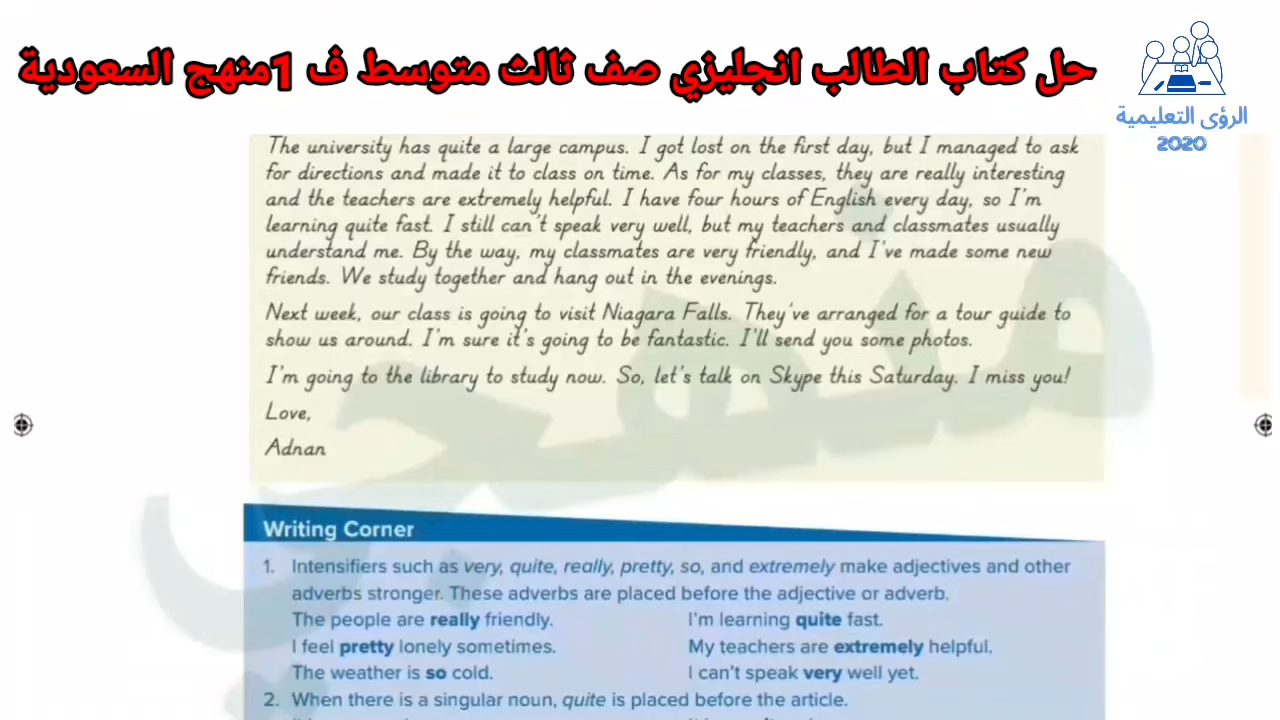 حل كتاب الطالب انجليزي صف ثالث متوسط ف 1منهج السعودية
الرؤى التعليمية
2020
The university has quite a large campus. I got lost on the first day, but I managed to ask
for directions and made it to class on time. As for my classes, they are really interesting
and the teachers are extremely helpful. I have four hours of English every day, so I'm
learning quite fast. I still can't speak very well, but my teachers and classmates usually
understand me. By the way, my classmates are very friendly, and I've made some new
friends. We study together and hang out in the evenings.
Next week, our class is going to visit Niagara Falls. They've arranged for a tour guide to
show us around. I'm sure it's going to be fantastic. I'll send you some photos.
I'm going to the library to study now. So, let's talk on Skype this Saturday. I miss you!
Love,
Adnan
Writing Corner
1. Intensifiers such as very, quite, really, pretty, so, and extremely make adjectives and other
adverbs stronger. These adverbs are placed before the adjective or adverb.
The people are really friendly. I'm learning quite fast.
I feel pretty lonely sometimes. My teachers are extremely helpful.
The weather is so cold. I can't speak very well yet.
2. When there is a singular noun, quite is placed before the article.